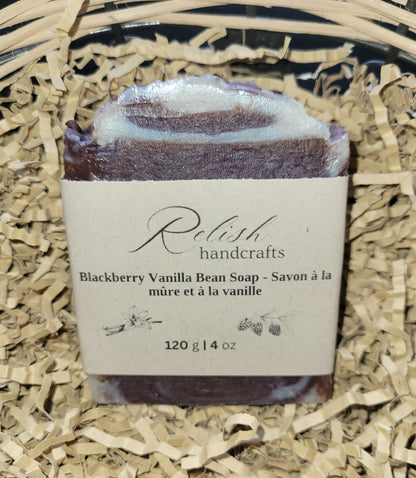 Relish
handcrafts
Blackberry Vanilla Bean Soap - Savon à la
mûre et à la vanille
120 g | 4 oz